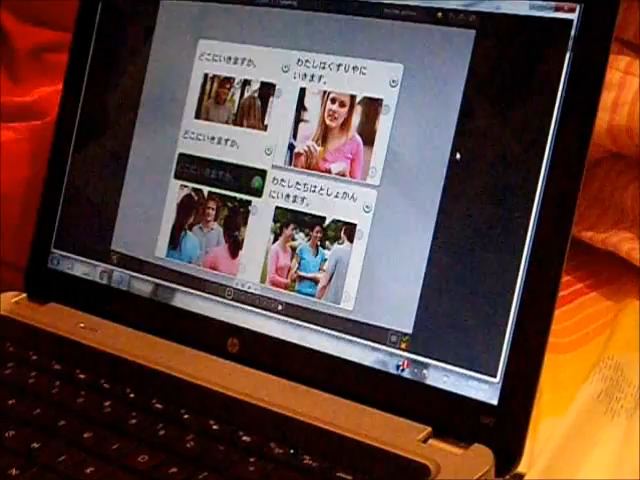 どこにいきますか。
わたしはくすりやに
いきます。
どこにいきますか。
どこにいきますか。
わたしたちはとしょかん
にいきます。
hp